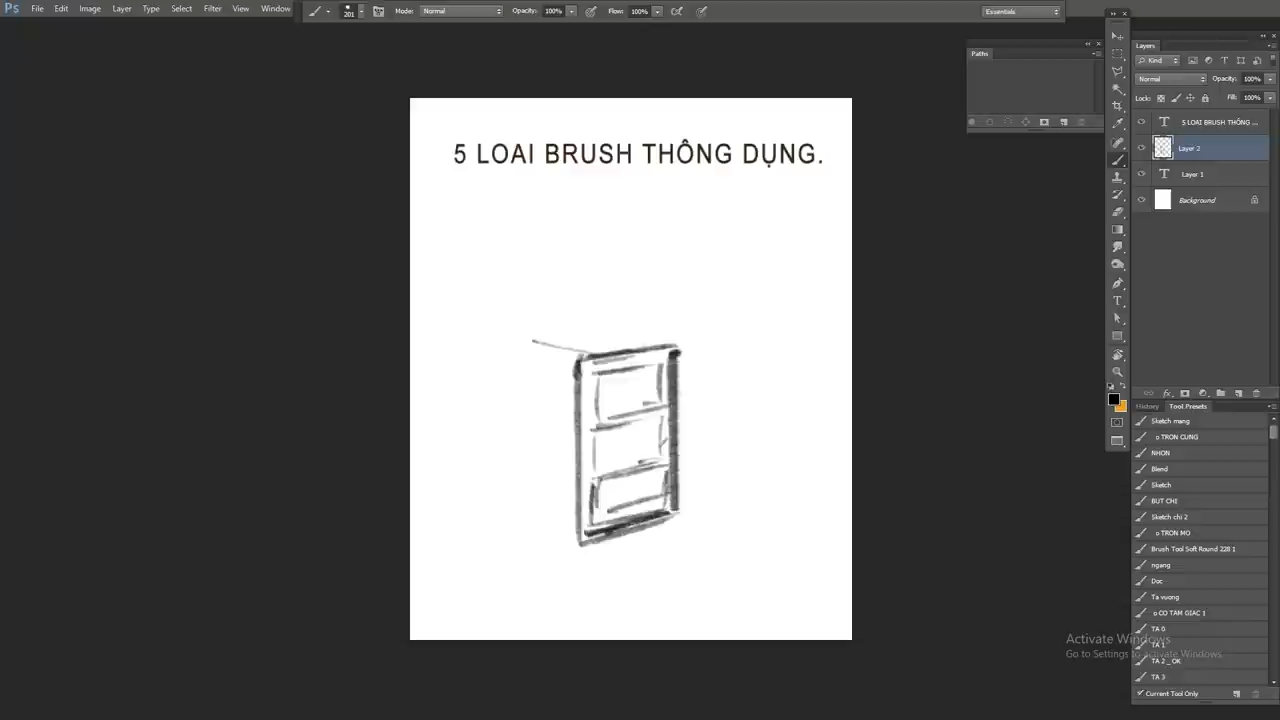 Ps File Edit Image Layer Type Select Filter View Window
201 Mode: Normal Opacity: 100% Flow: 100% Essentials
Paths
Layers
Kind
Normal Opacity: 100%
Lock: Fill: 100%
5 LOAI BRUSH THÔNG ...
Layer 2
Layer 1
Background
5 LOAI BRUSH THÔNG DỤNG.
History Tool Presets
Sketch mang
o TRON CUNG
NHON
Blend
Sketch
BUT CHI
Sketch chi 2
o TRON MO
Brush Tool Soft Round 228 1
ngang
Doc
Ta vuong
o CO TAM GIAC 1
TA 0
TA 1
TA 2_OK
TA 3
Current Tool Only
Activate Windows
Go to Settings to activate Windows.